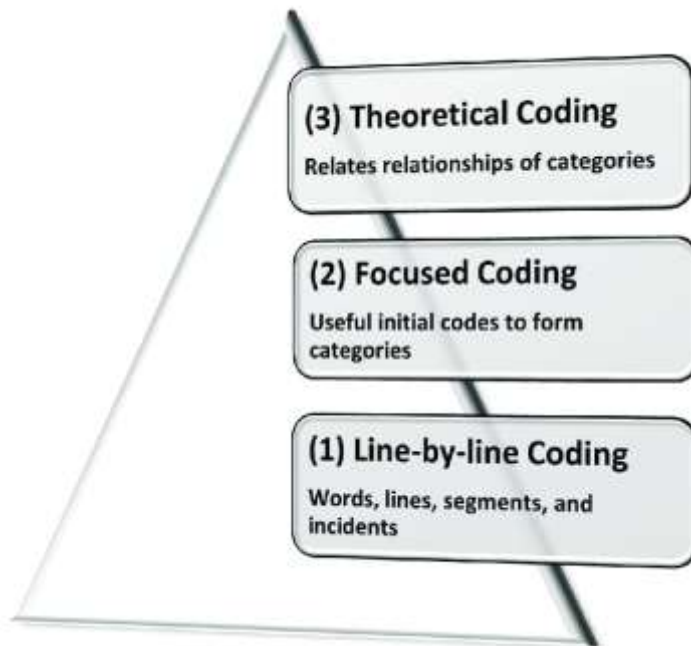 (3) Theoretical Coding
Relates relationships of categories
(2) Focused Coding
Useful initial codes to form
categories
(1) Line-by-line Coding
Words, lines, segments, and
incidents